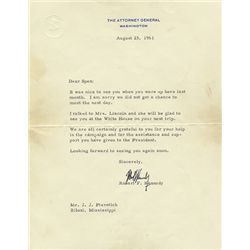 THE ATTORNEY GENERAL
WASHINGTON
August 25, 1961
Dear Spen:
It was nice to see you when you were up here last
month. I am sorry we did not get a chance to
meet the next day.
I talked to Mrs. Lincoln and she will be glad to
see you at the White House on your next trip.
We are all certainly grateful to you for your help
in the campaign and for the assistance and sup-
port you have given to the President.
Looking forward to seeing you again soon.
Sincerely,
Robert F. Kennedy
Mr. J. J.
Biloxi, Mississippi